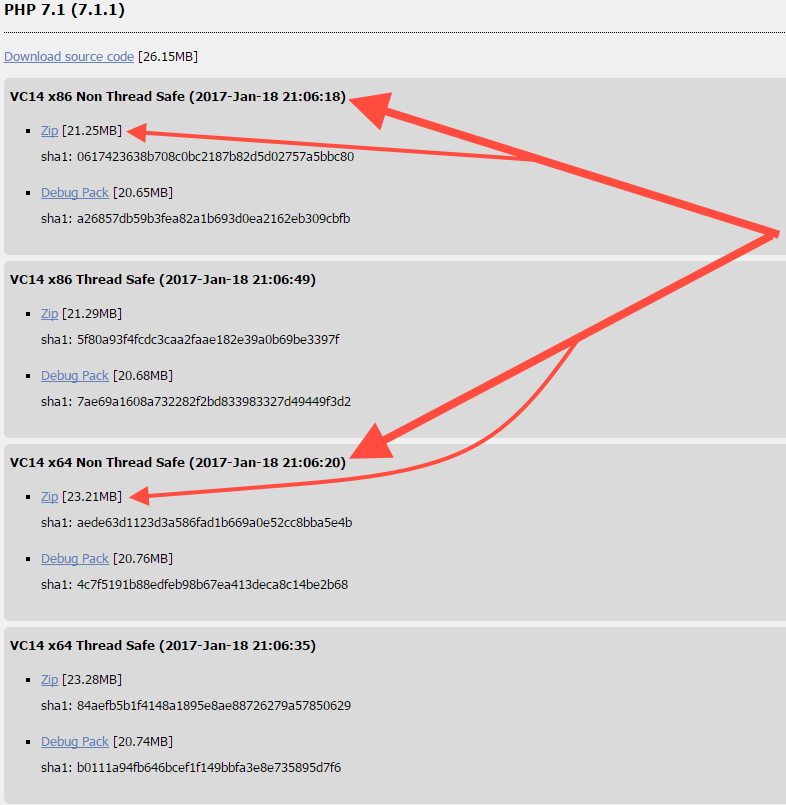 PHP 7.1 (7.1.1)
Download source code [26.15MB]
VC14 x86 Non Thread Safe (2017-Jan-18 21:06:18)
Zip [21.25MB]
sha1: 0617423638b708c0bc2187b82d5d02757a5bbc80
Debug Pack [20.65MB]
sha1: a26857db59b3fea82a1b693d0ea2162eb309cbfb
VC14 x86 Thread Safe (2017-Jan-18 21:06:49)
Zip [21.29MB]
sha1: 5f80a93f4fcdc3caa2faae182e39a0b69be3397f
Debug Pack [20.68MB]
sha1: 7ae69a1608a732282f2bd833983327d49449f3d2
VC14 x64 Non Thread Safe (2017-Jan-18 21:06:20)
Zip [23.21MB]
sha1: aede63d1123d3a586fad1b669a0e52cc8bba5e4b
Debug Pack [20.76MB]
sha1: 4c7f5191b88edfeb98b67ea413deca8c14be2b68
VC14 x64 Thread Safe (2017-Jan-18 21:06:35)
Zip [23.28MB]
sha1: 84aefb5b1f4148a1895e8ae88726279a57850629
Debug Pack [20.74MB]
sha1: b0111a94fb646bcef1f149bbfa3e8e735895d7f6